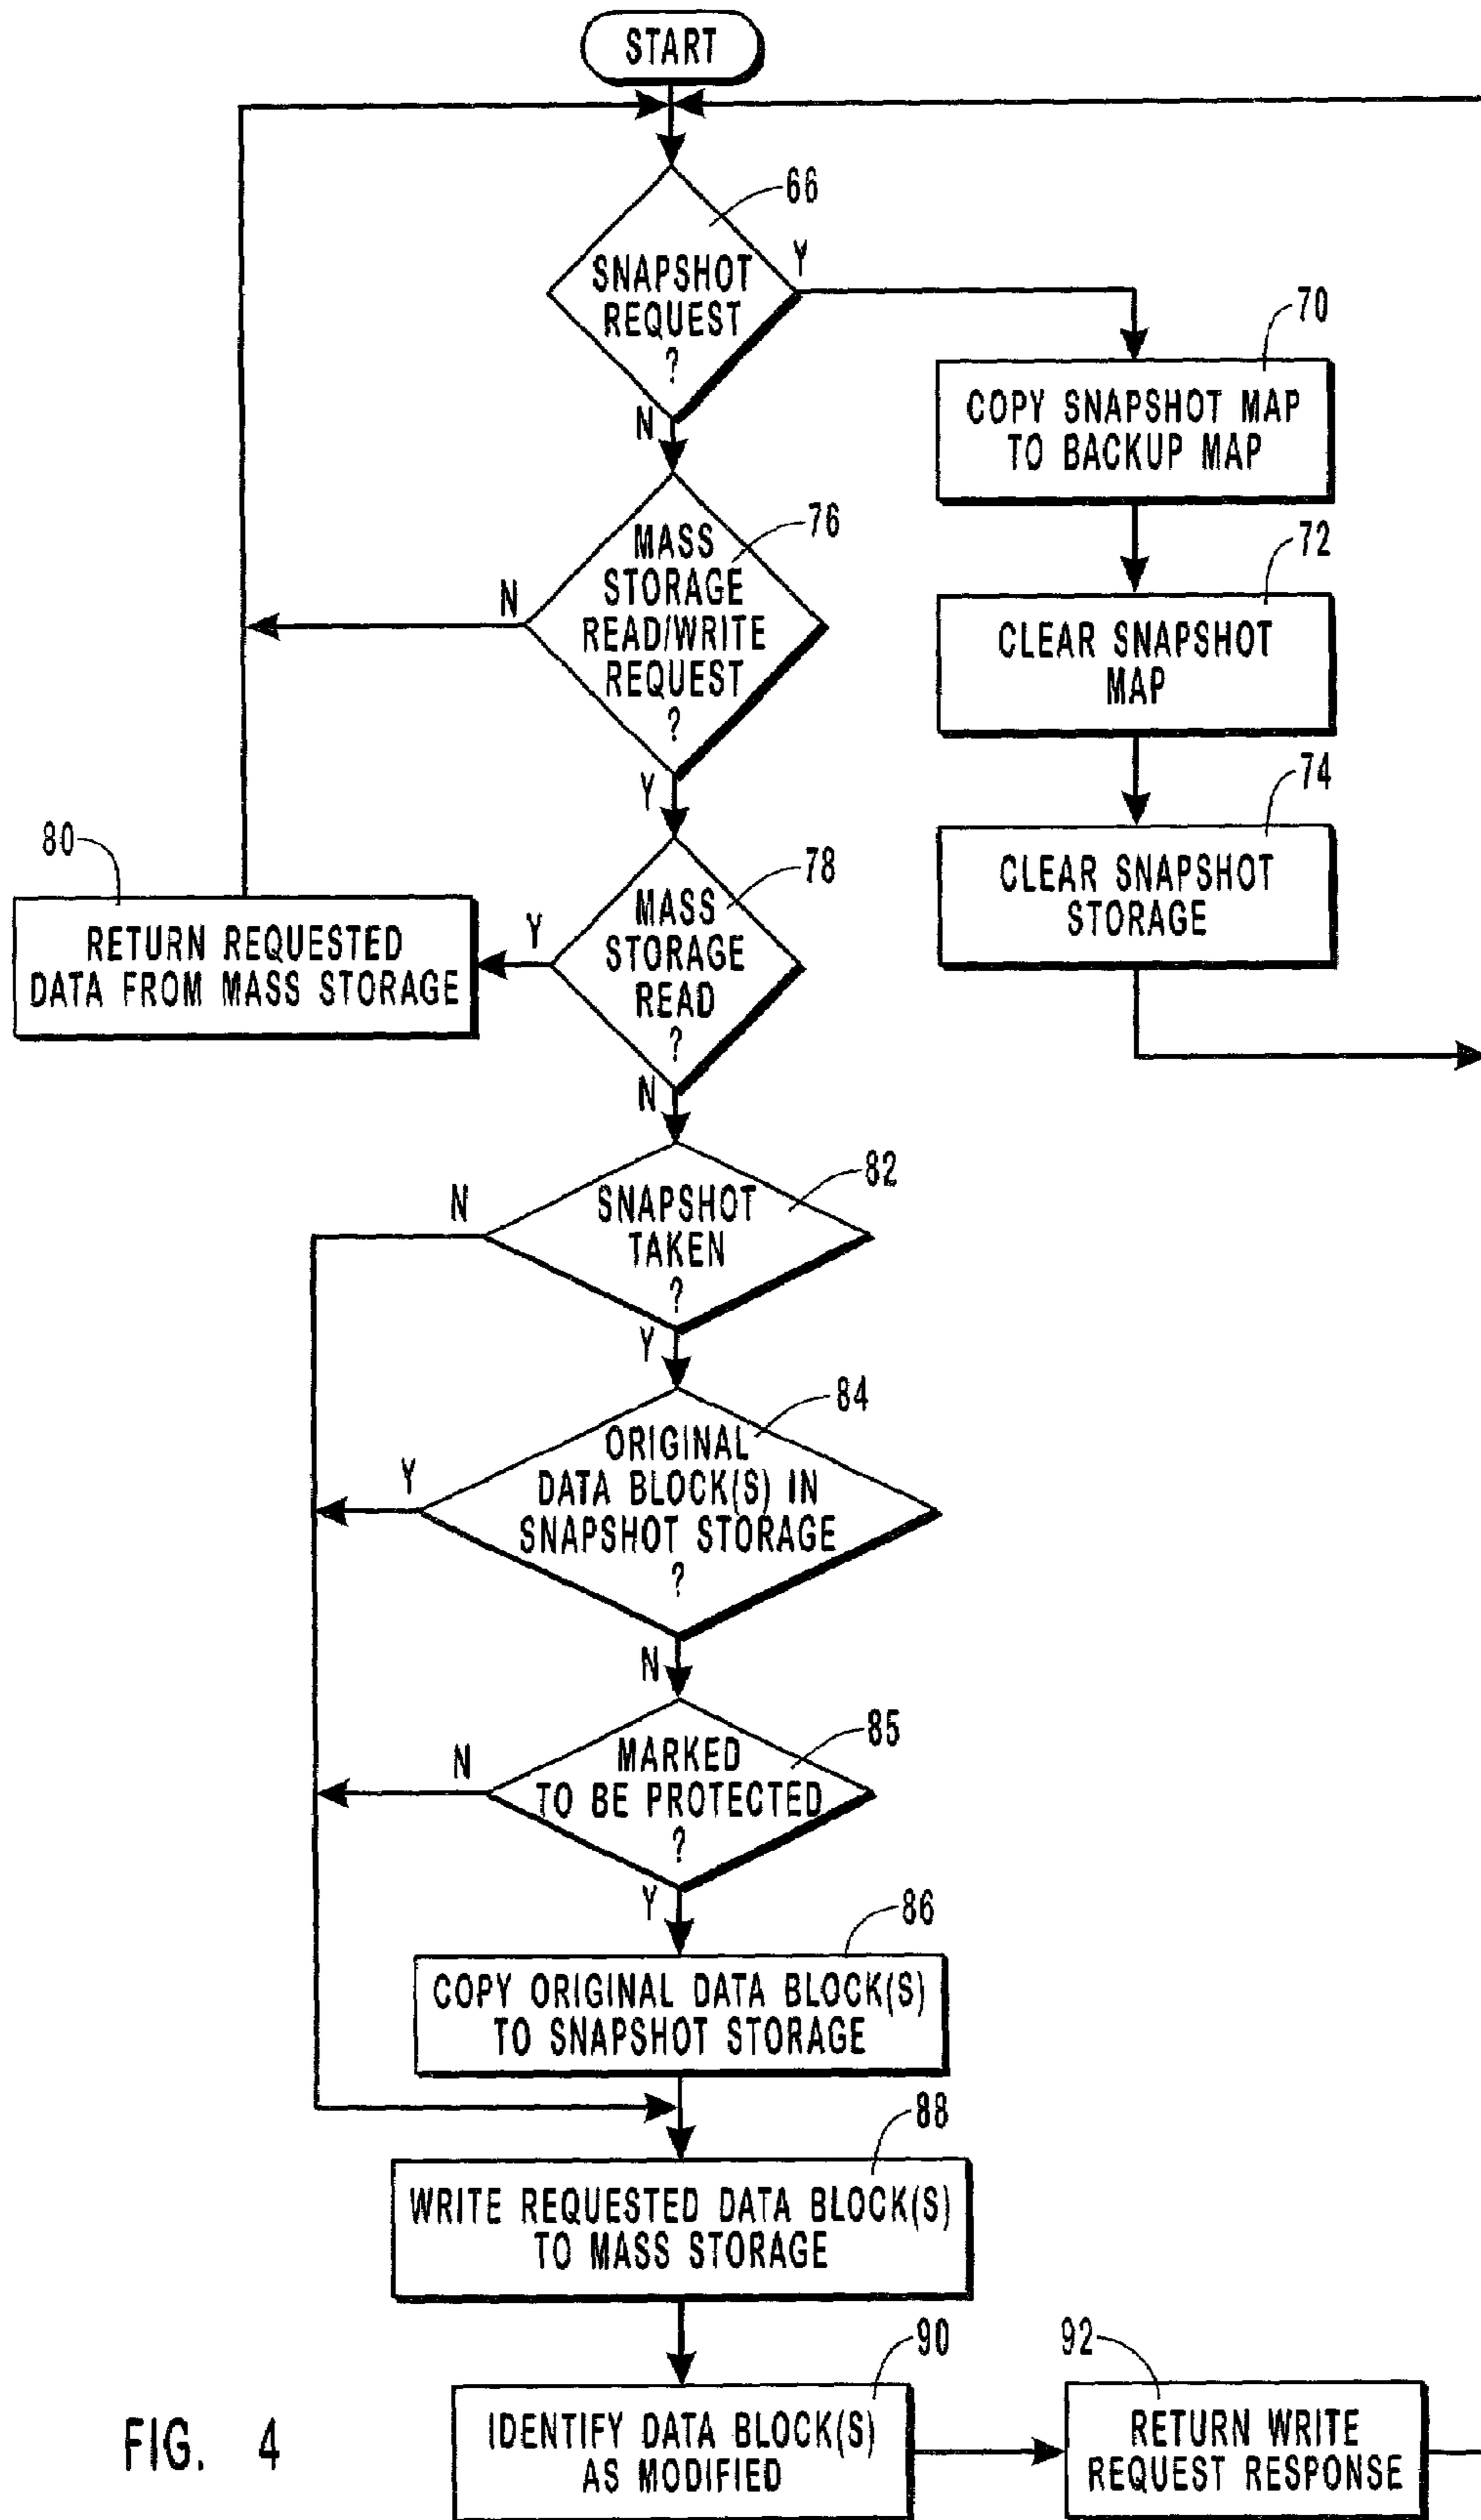 START
66
SNAPSHOT
REQUEST
?
Y
N
70
COPY SNAPSHOT MAP
TO BACKUP MAP
76
MASS
STORAGE
READ/WRITE
REQUEST
?
N
Y
72
CLEAR SNAPSHOT
MAP
74
CLEAR SNAPSHOT
STORAGE
78
MASS
STORAGE
READ
?
Y
N
80
RETURN REQUESTED
DATA FROM MASS STORAGE
82
SNAPSHOT
TAKEN
?
N
Y
84
ORIGINAL
DATA BLOCK(S) IN
SNAPSHOT STORAGE
?
Y
N
85
MARKED
TO BE PROTECTED
?
N
Y
86
COPY ORIGINAL DATA BLOCK(S)
TO SNAPSHOT STORAGE
88
WRITE REQUESTED DATA BLOCK(S)
TO MASS STORAGE
90
IDENTIFY DATA BLOCK(S)
AS MODIFIED
92
RETURN WRITE
REQUEST RESPONSE
FIG. 4